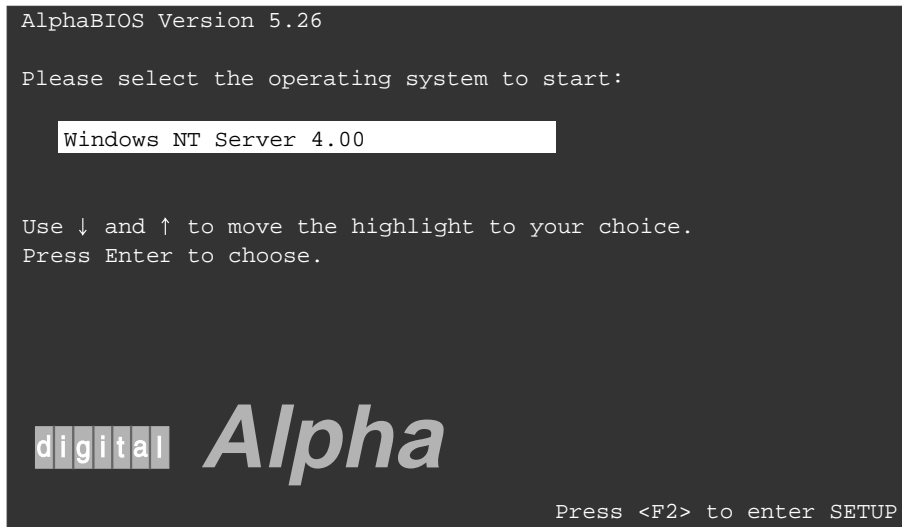 AlphaBIOS Version 5.26
Please select the operating system to start:
Windows NT Server 4.00
Use ↓ and ↑ to move the highlight to your choice.
Press Enter to choose.
digital Alpha
Press <F2> to enter SETUP